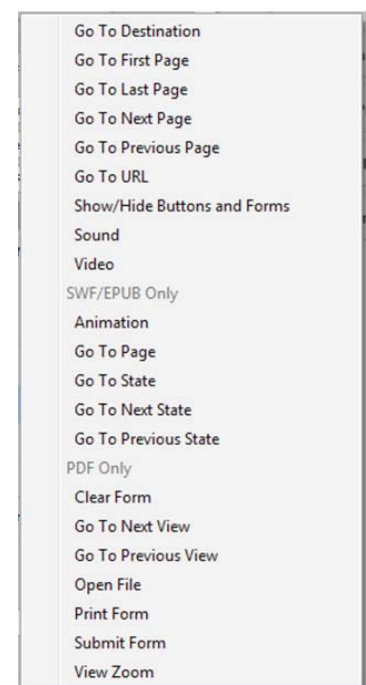 Go To Destination
Go To First Page
Go To Last Page
Go To Next Page
Go To Previous Page
Go To URL
Show/Hide Buttons and Forms
Sound
Video
SWF/EPUB Only
Animation
Go To Page
Go To State
Go To Next State
Go To Previous State
PDF Only
Clear Form
Go To Next View
Go To Previous View
Open File
Print Form
Submit Form
View Zoom